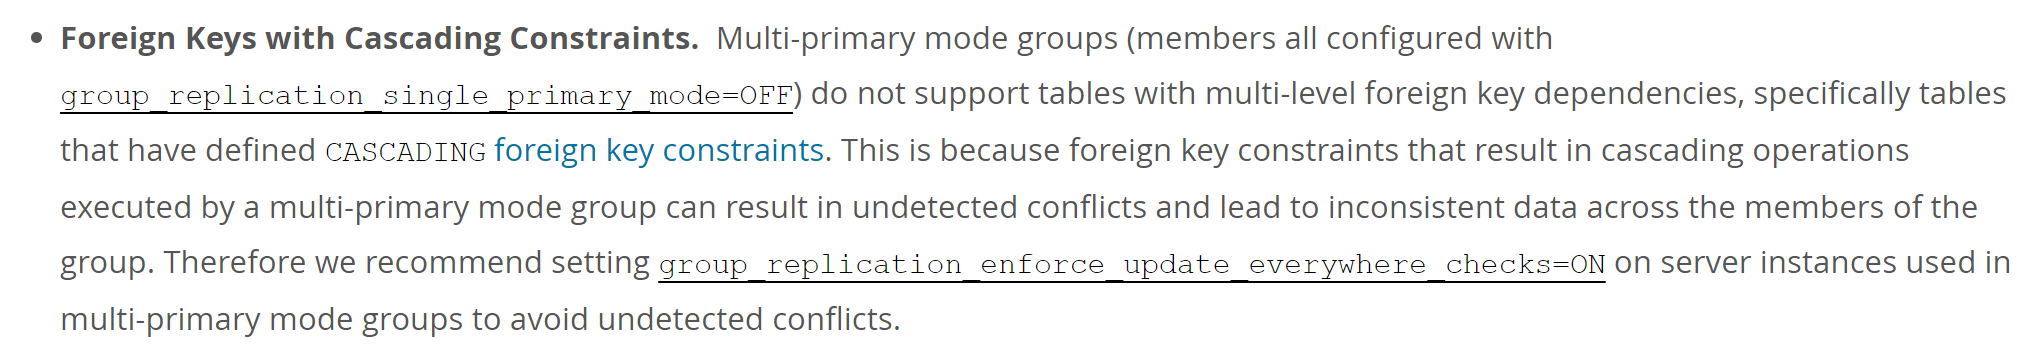 • Foreign Keys with Cascading Constraints. Multi-primary mode groups (members all configured with
group_replication_single_primary_mode=OFF) do not support tables with multi-level foreign key dependencies, specifically tables
that have defined CASCADING foreign key constraints. This is because foreign key constraints that result in cascading operations
executed by a multi-primary mode group can result in undetected conflicts and lead to inconsistent data across the members of the
group. Therefore we recommend setting group_replication_enforce_update_everywhere_checks=ON on server instances used in
multi-primary mode groups to avoid undetected conflicts.